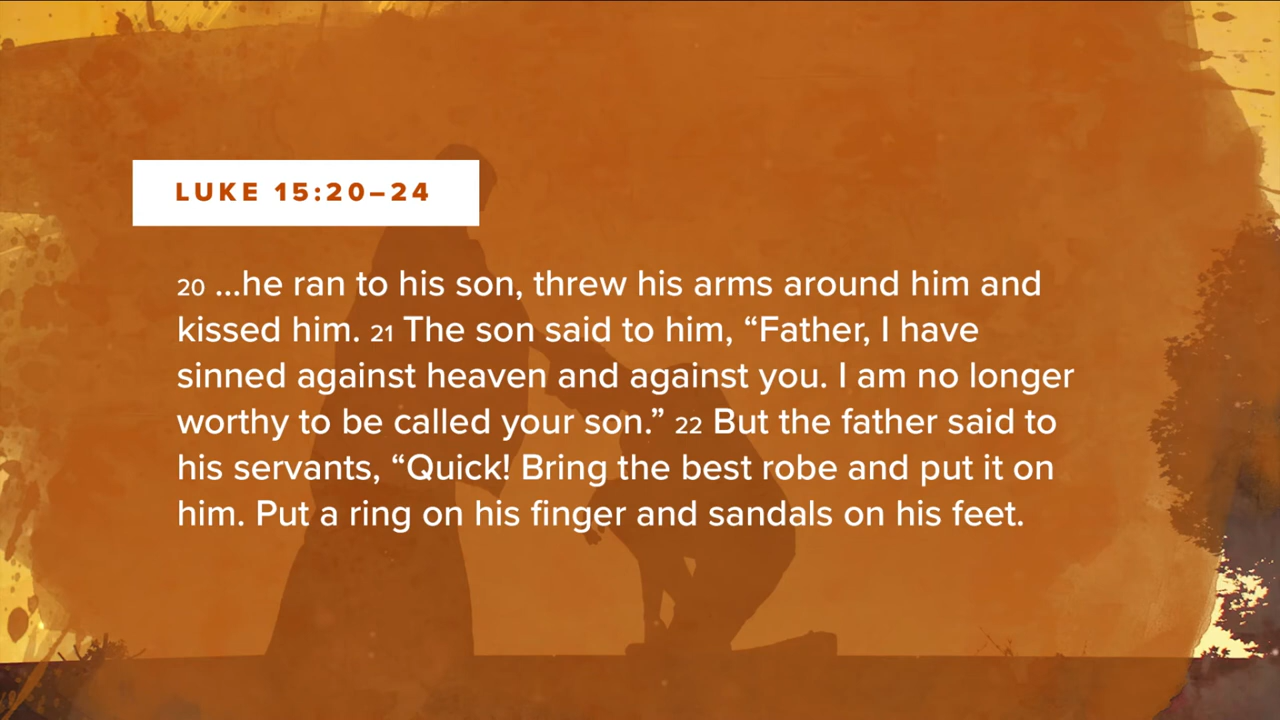 LUKE 15:20–24
20 ...he ran to his son, threw his arms around him and
kissed him. 21 The son said to him, “Father, I have
sinned against heaven and against you. I am no longer
worthy to be called your son.” 22 But the father said to
his servants, “Quick! Bring the best robe and put it on
him. Put a ring on his finger and sandals on his feet.